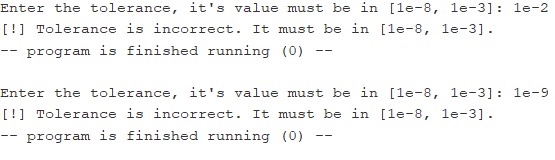 Enter the tolerance, it's value must be in [1e-8, 1e-3]: 1e-2
[!] Tolerance is incorrect. It must be in [1e-8, 1e-3].
-- program is finished running (0) --
Enter the tolerance, it's value must be in [1e-8, 1e-3]: 1e-9
[!] Tolerance is incorrect. It must be in [1e-8, 1e-3].
-- program is finished running (0) --